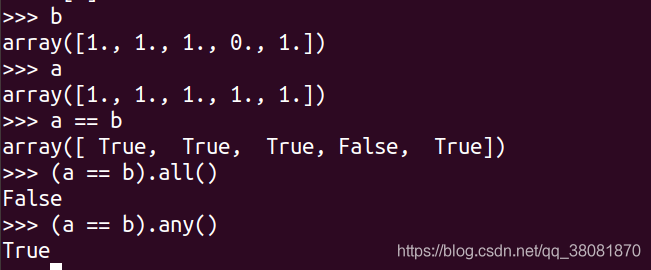 >>> b
array([1., 1., 1., 0., 1.])
>>> a
array([1., 1., 1., 1., 1.])
>>> a == b
array([ True,  True,  True, False,  True])
>>> (a == b).all()
False
>>> (a == b).any()
True
https://blog.csdn.net/qq_38081870